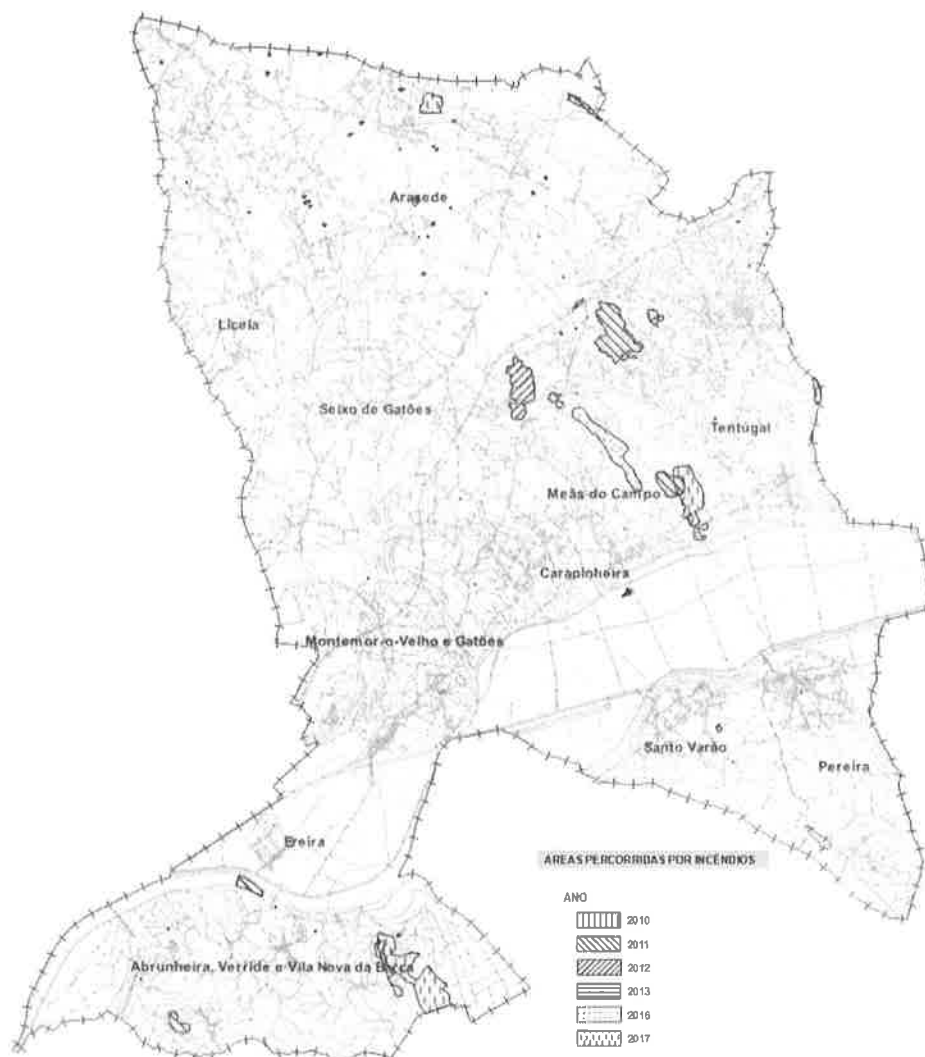 Arazede
Liceia
Seixo de Gatões
Tentúgal
Meãs do Campo
Carapinheira
Montemor-o-Velho e Gatões
Santo Varão
Pereira
Ereira
ÁREAS PERCORRIDAS POR INCÊNDIOS
ANO
2010
2011
2012
2013
2016
2017
Abrunheira, Verride e Vila Nova da Barca